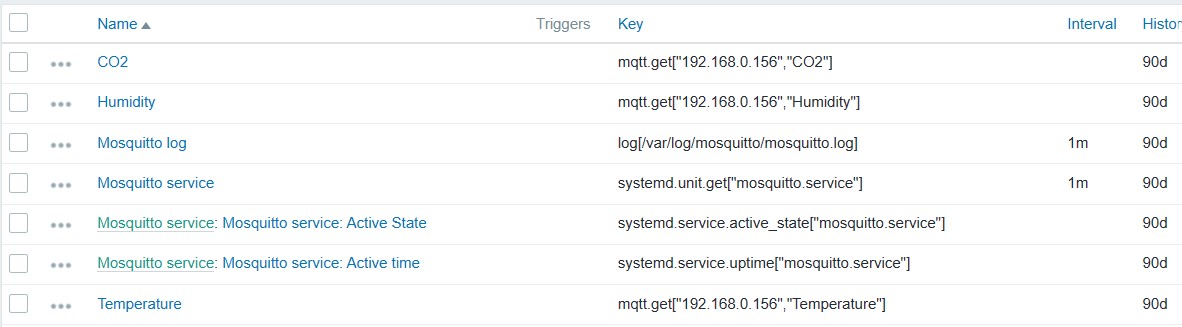 Name Triggers Key Interval Histor
CO2 mqtt.get["192.168.0.156","CO2"] 90d
Humidity mqtt.get["192.168.0.156","Humidity"] 90d
Mosquitto log log[/var/log/mosquitto/mosquitto.log] 1m 90d
Mosquitto service systemd.unit.get["mosquitto.service"] 1m 90d
Mosquitto service: Mosquitto service: Active State systemd.service.active_state["mosquitto.service"] 90d
Mosquitto service: Mosquitto service: Active time systemd.service.uptime["mosquitto.service"] 90d
Temperature mqtt.get["192.168.0.156","Temperature"] 90d